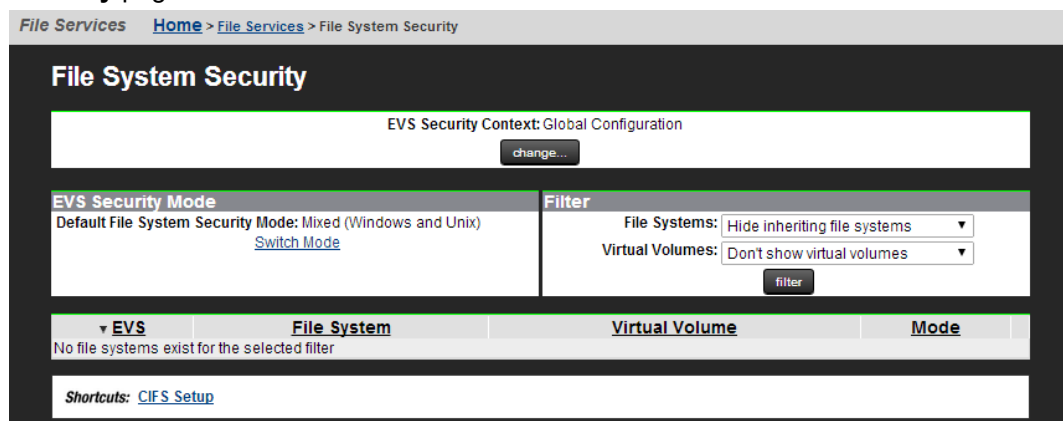 File Services Home > File Services > File System Security
File System Security
EVS Security Context: Global Configuration
change...
EVS Security Mode
Default File System Security Mode: Mixed (Windows and Unix)
Switch Mode
Filter
File Systems: Hide inheriting file systems
Virtual Volumes: Don't show virtual volumes
filter
EVS File System Virtual Volume Mode
No file systems exist for the selected filter
Shortcuts: CIFS Setup